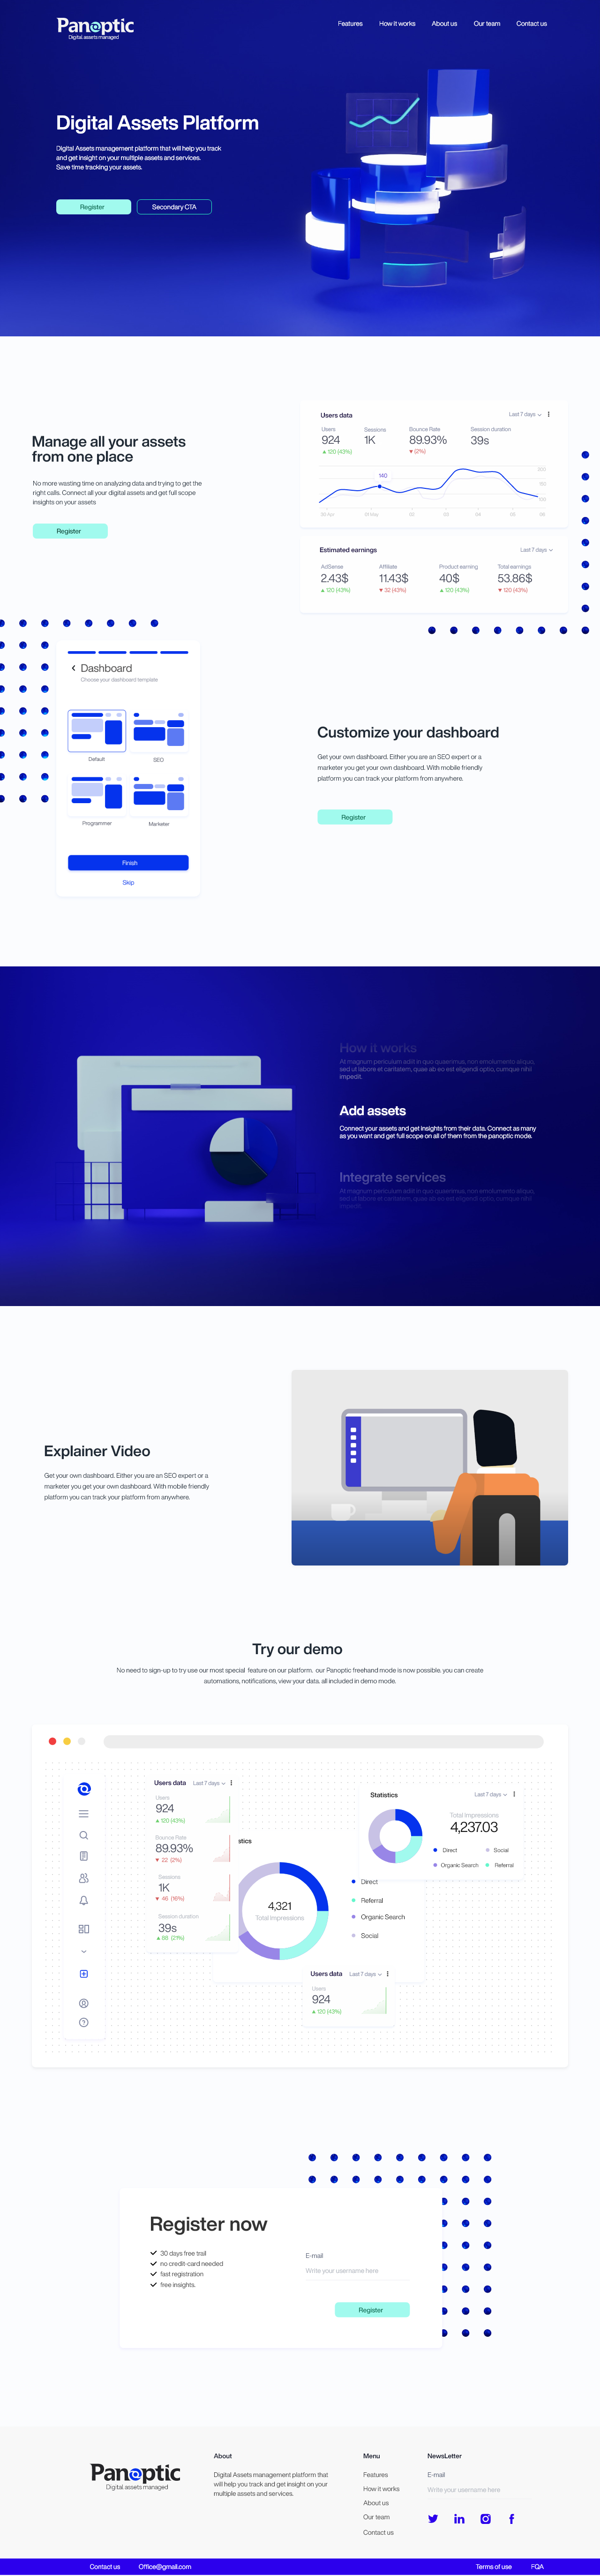 Panoptic
Digital assets managed
Features How it works About us Our team Contact us
Digital Assets Platform
Digital Assets management platform that will help you track
and get insight on your multiple assets and services.
Save time tracking your assets.
Register Secondary CTA
Manage all your assets
from one place
No more wasting time on analyzing data and trying to get the
right calls. Connect all your digital assets and get full scope
insights on your assets
Register
Users data Last 7 days
Users Sessions Bounce Rate Session duration
924 1K 89.93% 39s
120 (43%) (2%)
140
Estimated earnings Last 7 days
AdSense Affiliate Product earning Total earnings
2.43$ 11.43$ 40$ 53.86$
120 (43%) 32 (43%) 120 (43%) 120 (43%)
Dashboard
Choose your dashboard template
Default SEO
Programmer Marketer
Finish
Skip
Customize your dashboard
Get your own dashboard. Either you are an SEO expert or a
marketer you get your own dashboard. With mobile friendly
platform you can track your platform from anywhere.
Register
How it works
At magnum periculum adiit in quo quaerimus, non emolumento aliquo,
sed ut labore et caritatem, quae ab eo est eligendi optio, cumque nihil
impedit.
Add assets
Connect your assets and get insights from their data. Connect as many
as you want and get full scope on all of them from the panoptic mode.
Integrate services
At magnum periculum adiit in quo quaerimus, non emolumento aliquo,
sed ut labore et caritatem, quae ab eo est eligendi optio, cumque nihil
impedit.
Explainer Video
Get your own dashboard. Either you are an SEO expert or a
marketer you get your own dashboard. With mobile friendly
platform you can track your platform from anywhere.
Try our demo
No need to sign-up to try use our most special feature on our platform. our Panoptic freehand mode is now possible. you can create
automations, notifications, view your data. all included in demo mode.
Users data Last 7 days
Users
924
120 (43%)
Bounce Rate
89.93%
22 (2%)
Sessions
1K
46 (16%)
Session duration
39s
88 (21%)
stics
4,321
Total Impressions
Direct
Referral
Organic Search
Social
Statistics Last 7 days
Total Impressions
4,237.03
Direct Social
Organic Search Referral
Users data Last 7 days
Users
924
120 (43%)
Register now
30 days free trail
no credit-card needed
fast registration
free insights.
E-mail
Write your username here
Register
Panoptic
Digital assets managed
About
Digital Assets management platform that
will help you track and get insight on your
multiple assets and services.
Menu
Features
How it works
About us
Our team
Contact us
NewsLetter
E-mail
Write your username here
Contact us Office@gmail.com Terms of use FQA